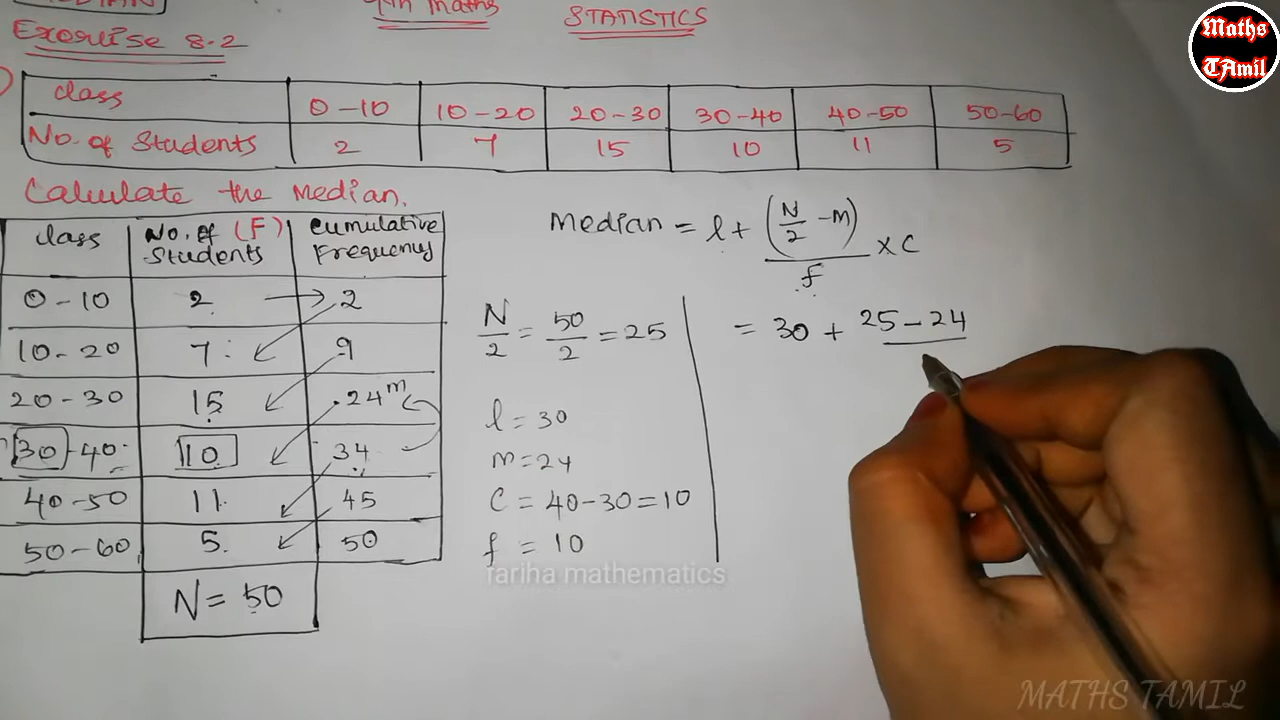 9th maths STATISTICS
Exercise 8.2
Maths
TAmil
class 0-10 10-20 20-30 30-40 40-50 50-60
No. of Students 2 7 15 10 11 5
Calculate the Median.
class No. of (F) Students Cumulative Frequency
0-10 2 2
10-20 7 9
20-30 15 24 m
30-40 10 34
40-50 11 45
50-60 5 50
N = 50
Median = l + (N/2 - m)/f × C
N/2 = 50/2 = 25
l = 30
m = 24
C = 40-30 = 10
f = 10
= 30 + 25-24
fariha mathematics
MATHS TAMIL